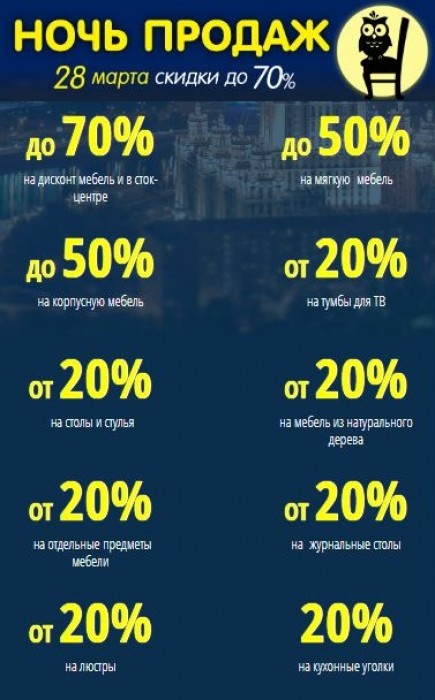 НОЧЬ ПРОДАЖ
28 марта скидки до 70%
до 70%
на дисконт мебель и в сток-
центре
до 50%
на мягкую мебель
до 50%
на корпусную мебель
от 20%
на тумбы для ТВ
от 20%
на столы и стулья
от 20%
на мебель из натурального
дерева
от 20%
на отдельные предметы
мебели
от 20%
на журнальные столы
от 20%
на люстры
20%
на кухонные уголки